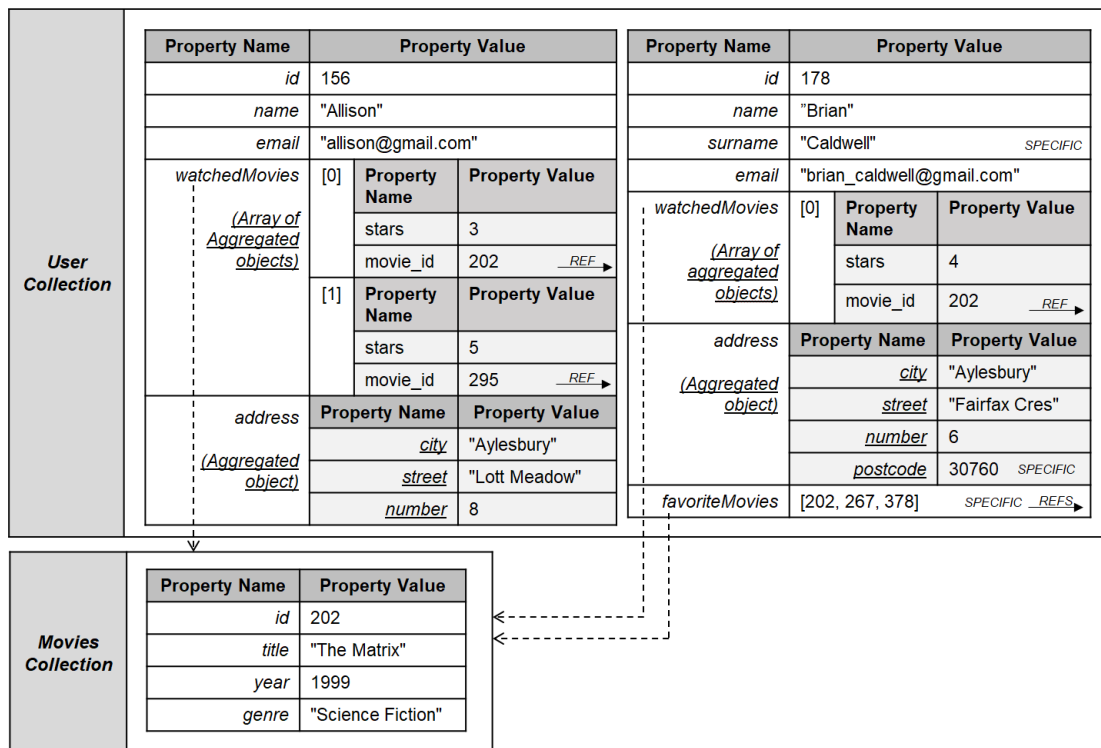 User
Collection
Property Name Property Value
id 156
name "Allison"
email "allison@gmail.com"
watchedMovies
(Array of
Aggregated
objects)
[0] Property
Name Property Value
stars 3
movie_id 202 REF
[1] Property
Name Property Value
stars 5
movie_id 295 REF
address
(Aggregated
object)
Property Name Property Value
city "Aylesbury"
street "Lott Meadow"
number 8
Property Name Property Value
id 178
name ”Brian"
surname "Caldwell" SPECIFIC
email "brian_caldwell@gmail.com"
watchedMovies
(Array of
aggregated
objects)
[0] Property
Name Property Value
stars 4
movie_id 202 REF
address
(Aggregated
object)
Property Name Property Value
city "Aylesbury"
street "Fairfax Cres"
number 6
postcode 30760 SPECIFIC
favoriteMovies [202, 267, 378] SPECIFIC REFS
Movies
Collection
Property Name Property Value
id 202
title "The Matrix"
year 1999
genre "Science Fiction"